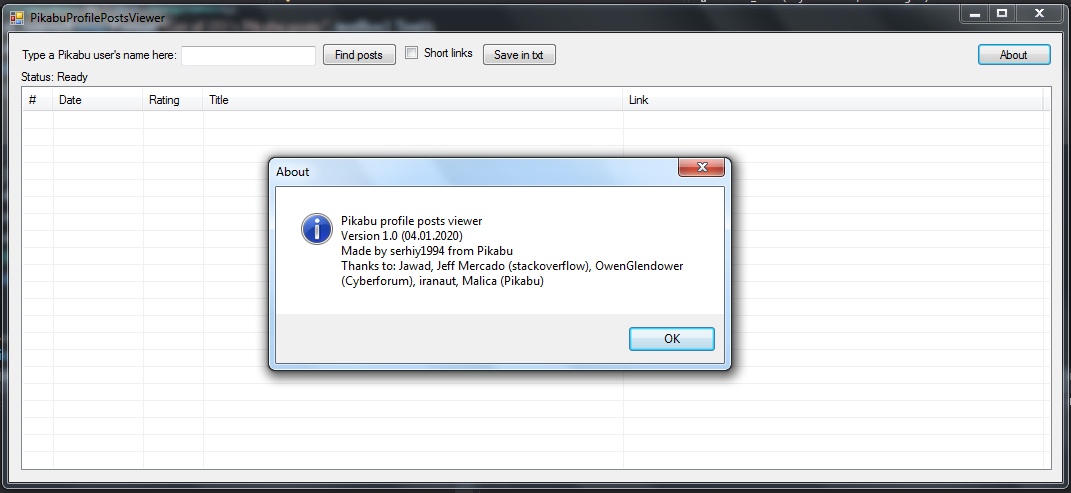 PikabuProfilePostsViewer
Type a Pikabu user's name here: Find posts Short links Save in txt About
Status: Ready
# Date Rating Title Link
About
Pikabu profile posts viewer
Version 1.0 (04.01.2020)
Made by serhiy1994 from Pikabu
Thanks to: Jawad, Jeff Mercado (stackoverflow), OwenGlendower
(Cyberforum), iranaut, Malica (Pikabu)
OK